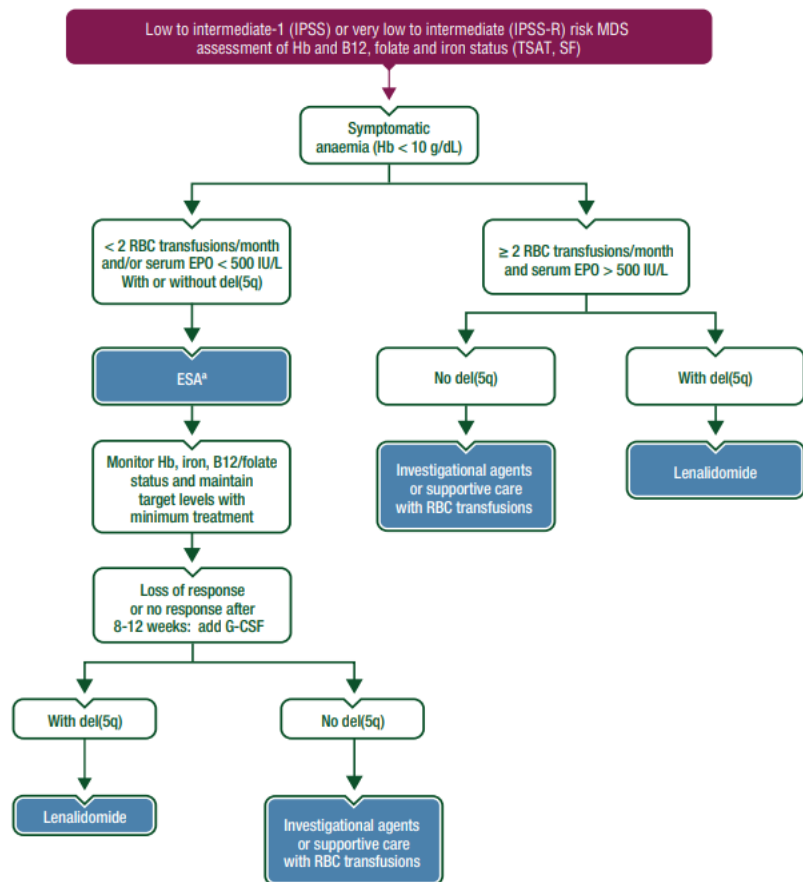 Low to intermediate-1 (IPSS) or very low to intermediate (IPSS-R) risk MDS
assessment of Hb and B12, folate and iron status (TSAT, SF)
Symptomatic
anaemia (Hb < 10 g/dL)
< 2 RBC transfusions/month
and/or serum EPO < 500 IU/L
With or without del(5q)
≥ 2 RBC transfusions/month
and serum EPO > 500 IU/L
ESAª
No del(5q)
With del(5q)
Monitor Hb, iron, B12/folate
status and maintain
target levels with
minimum treatment
Investigational agents
or supportive care
with RBC transfusions
Lenalidomide
Loss of response
or no response after
8-12 weeks: add G-CSF
With del(5q)
No del(5q)
Lenalidomide
Investigational agents
or supportive care
with RBC transfusions